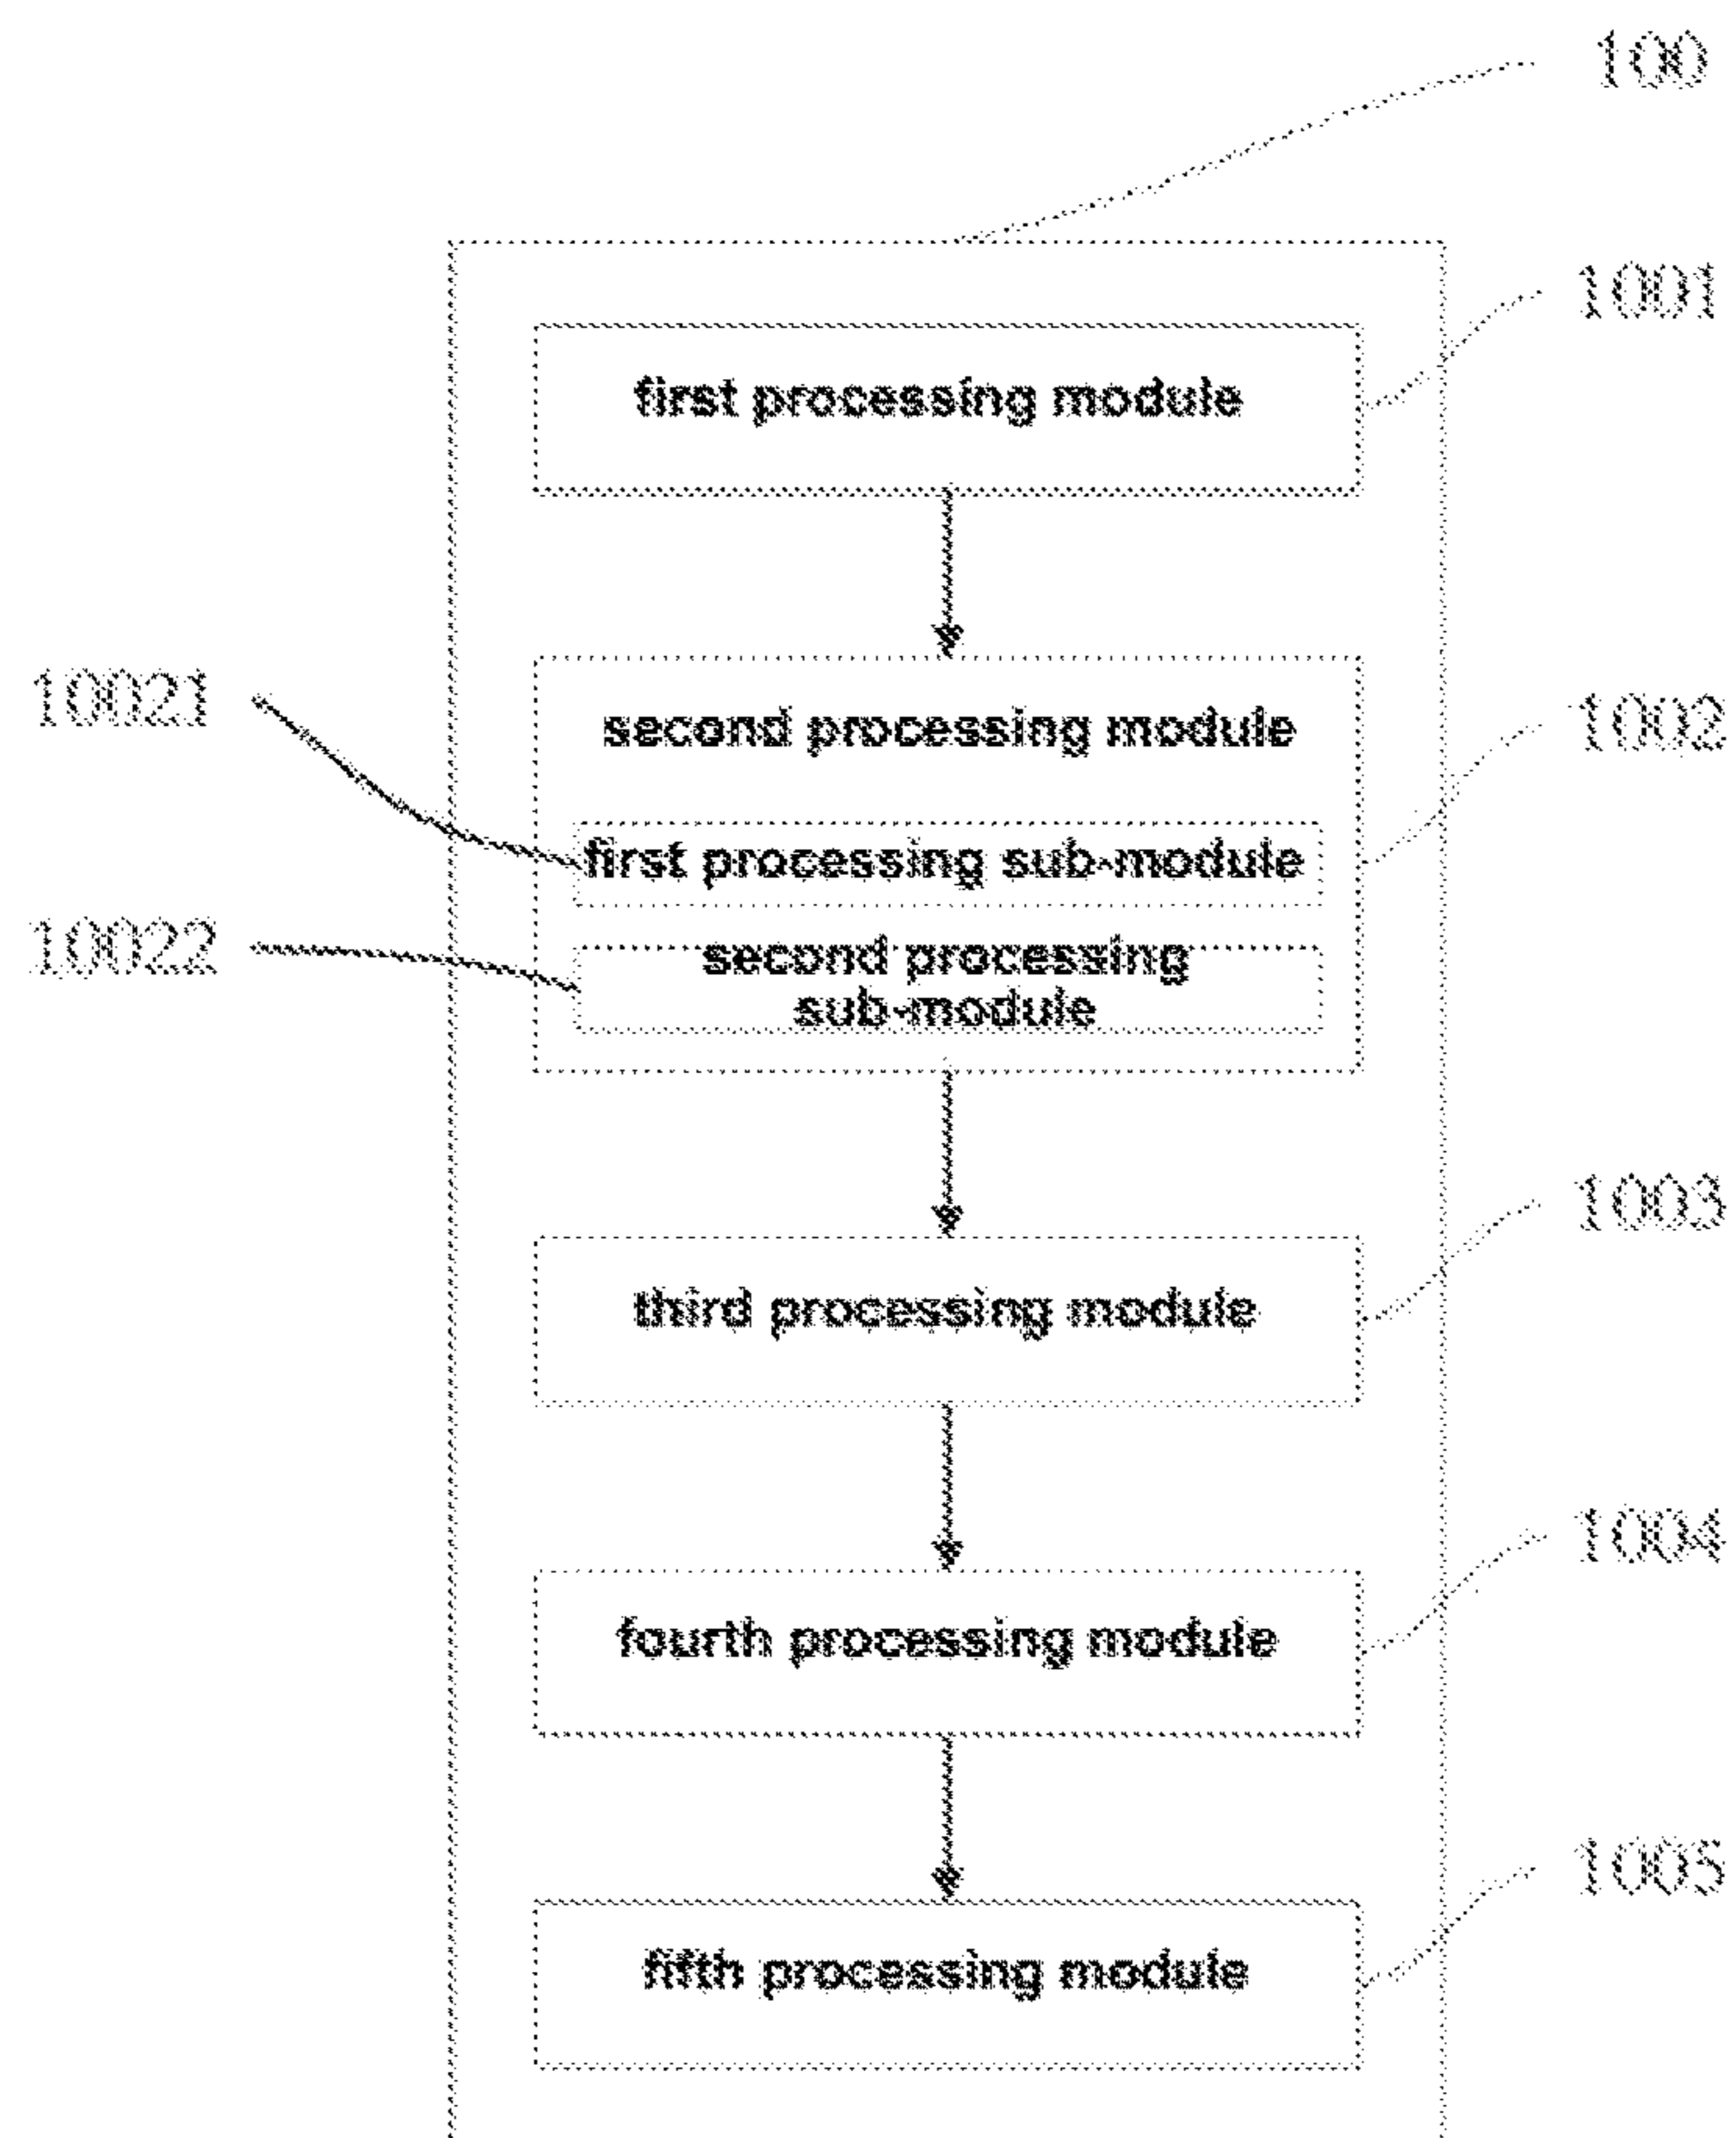 100
1001
first processing module
10021
1002
second processing module
first processing sub-module
10022
second processing
sub-module
1003
third processing module
1004
fourth processing module
1005
fifth processing module